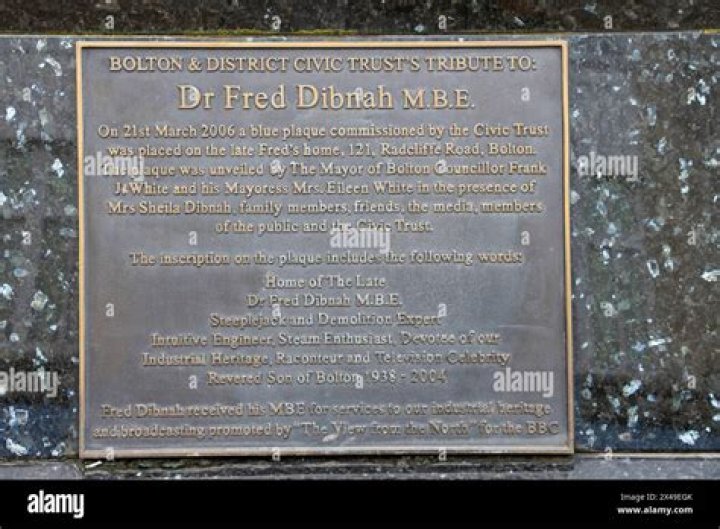 BOLTON & DISTRICT CIVIC TRUST'S TRIBUTE TO:
Dr Fred Dibnah M.B.E.
On 21st March 2006 a blue plaque commissioned by the Civic Trust
was placed on the late Fred's home, 121, Radcliffe Road, Bolton.
The plaque was unveiled by The Mayor of Bolton Councillor Frank
J. White and his Mayoress Mrs. Eileen White in the presence of
Mrs Sheila Dibnah, family members, friends, the media, members
of the public and the Civic Trust.
The inscription on the plaque includes the following words:
Home of The Late
Dr Fred Dibnah M.B.E.
Steeplejack and Demolition Expert
Intuitive Engineer, Steam Enthusiast, Devotee of our
Industrial Heritage, Raconteur and Television Celebrity
Revered Son of Bolton 1938 - 2004
Fred Dibnah received his MBE for services to our industrial heritage
and broadcasting promoted by "The View from the North" for the BBC
alamy
alamy
alamy
alamy
alamy
a
a
a
a
a
a
a
alamy
Image ID: 2X49EGK
www.alamy.com